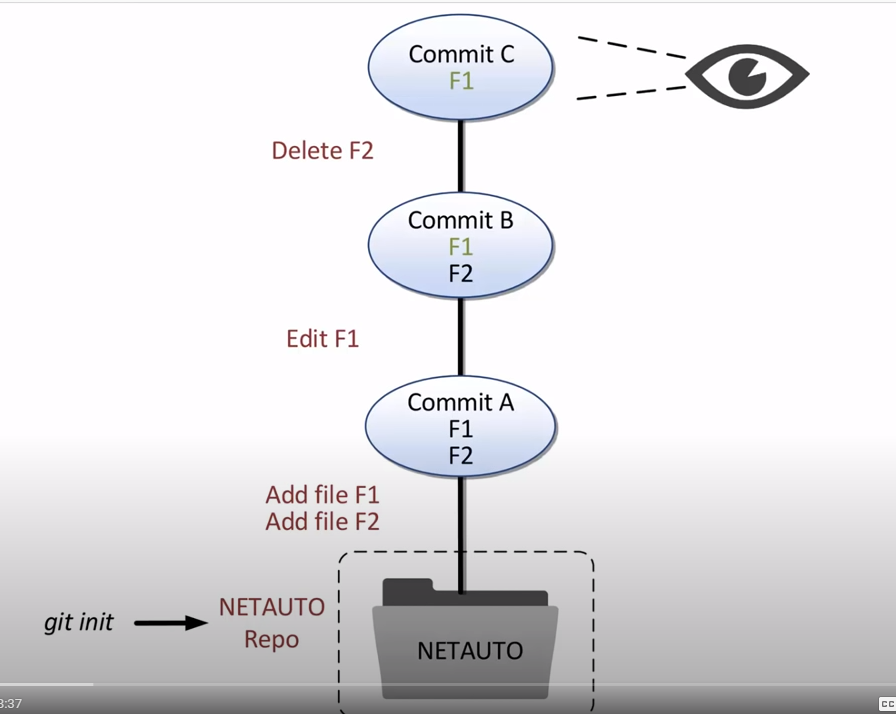 Commit C
F1
Delete F2
Commit B
F1
F2
Edit F1
Commit A
F1
F2
Add file F1
Add file F2
git init
NETAUTO
Repo
NETAUTO
3:37
CC